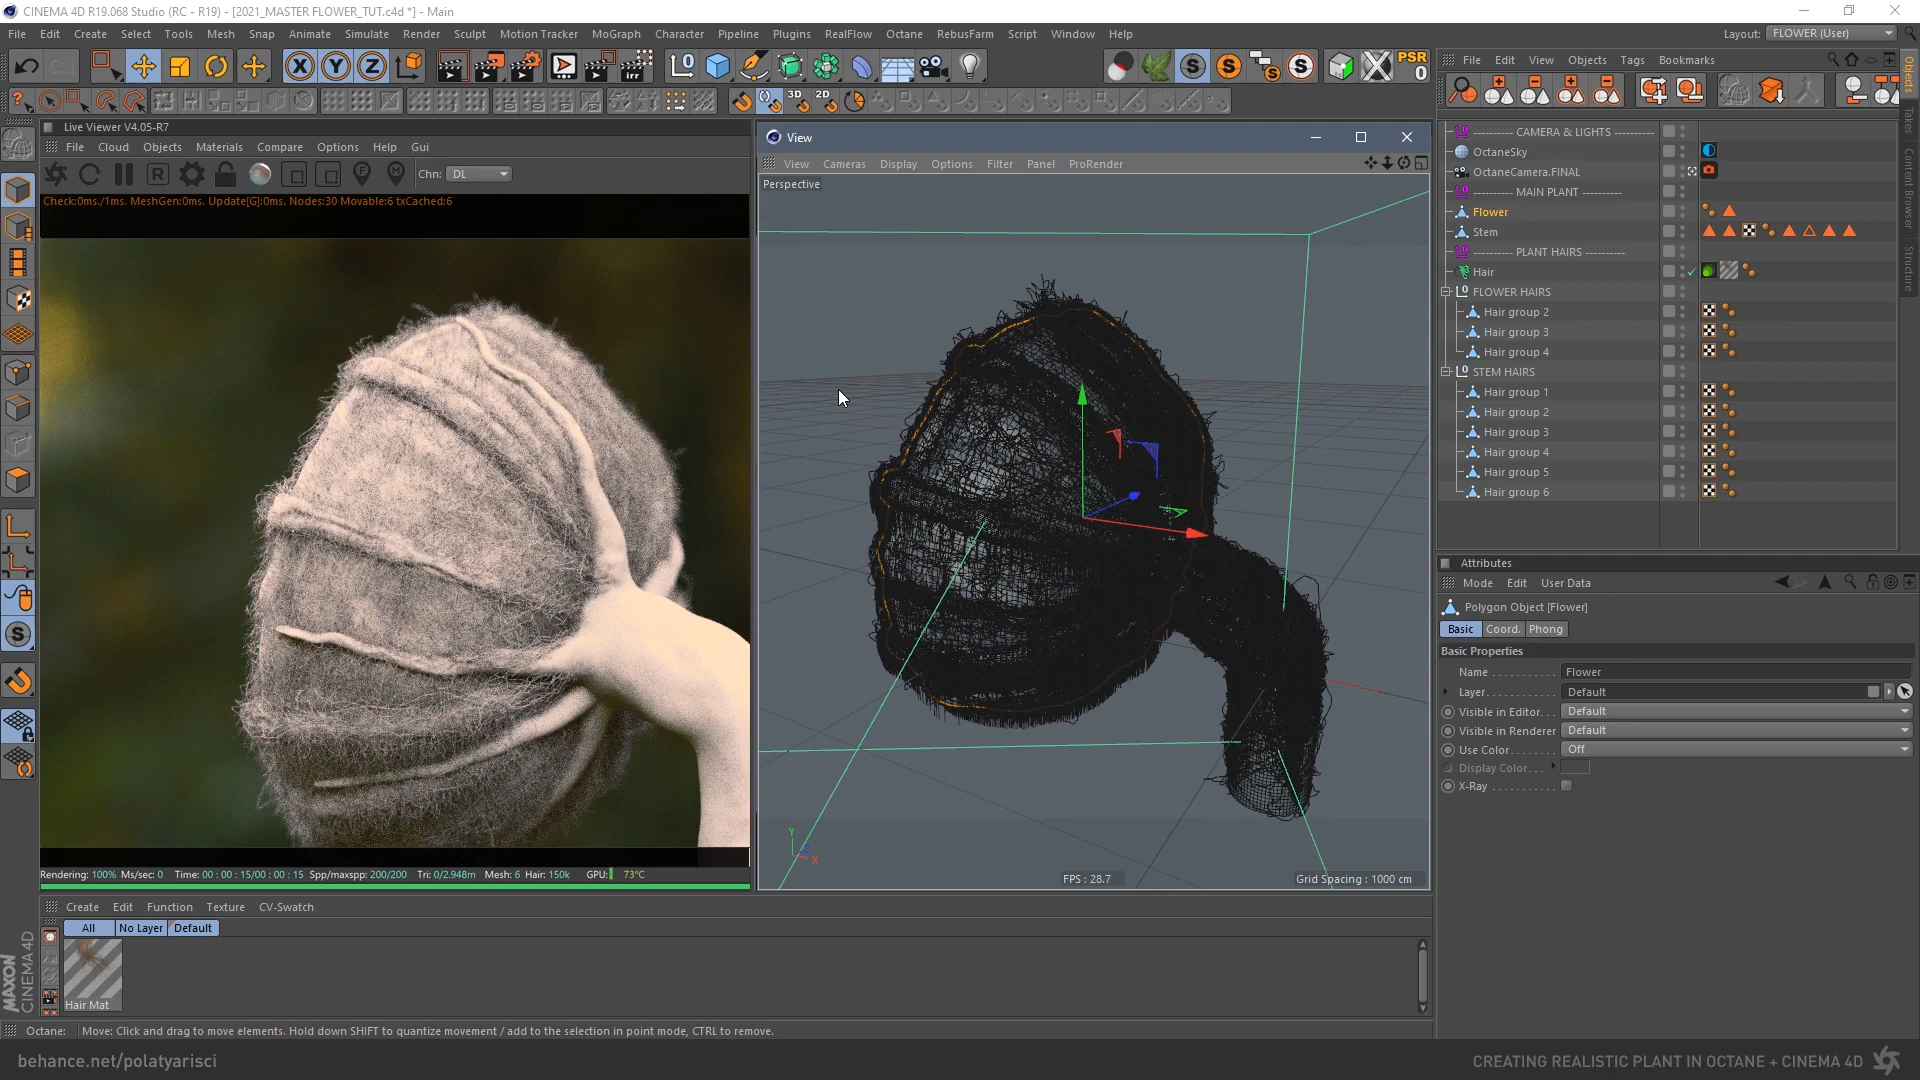 CINEMA 4D R19.068 Studio (RC - R19) - [2021_MASTER FLOWER_TUT.c4d *] - Main
File Edit Create Select Tools Mesh Snap Animate Simulate Render Sculpt Motion Tracker MoGraph Character Pipeline Plugins RealFlow Octane RebusFarm Script Window Help
Layout: FLOWER (User)
PSR
0
3D 2D
File Edit View Objects Tags Bookmarks
Objects
Takes
Content Browser
Structure
Live Viewer V4.05-R7
File Cloud Objects Materials Compare Options Help Gui
Chn: DL
Check:0ms./1ms. MeshGen:0ms. Update[G]:0ms. Nodes:30 Movable:6 txCached:6
Rendering: 100% Ms/sec: 0 Time: 00 : 00 : 15/00 : 00 : 15 Spp/maxspp: 200/200 Tri: 0/2.948m Mesh: 6 Hair: 150k GPU: 73°C
View
View Cameras Display Options Filter Panel ProRender
Perspective
Y
Z
X
FPS : 28.7
Grid Spacing : 1000 cm
---------- CAMERA & LIGHTS ----------
OctaneSky
OctaneCamera.FINAL
---------- MAIN PLANT ----------
Flower
Stem
---------- PLANT HAIRS ----------
Hair
FLOWER HAIRS
Hair group 2
Hair group 3
Hair group 4
STEM HAIRS
Hair group 1
Hair group 2
Hair group 3
Hair group 4
Hair group 5
Hair group 6
Attributes
Mode Edit User Data
Polygon Object [Flower]
Basic Coord. Phong
Basic Properties
Name . . . . . . . . . . . Flower
Layer. . . . . . . . . . . Default
Visible in Editor. . . Default
Visible in Renderer Default
Use Color. . . . . . . Off
Display Color. . .
X-Ray . . . . . . . . . . .
Create Edit Function Texture CV-Swatch
All No Layer Default
Hair Mat
MAXON
CINEMA 4D
Octane: Move: Click and drag to move elements. Hold down SHIFT to quantize movement / add to the selection in point mode, CTRL to remove.
behance.net/polatyarisci
CREATING REALISTIC PLANT IN OCTANE + CINEMA 4D